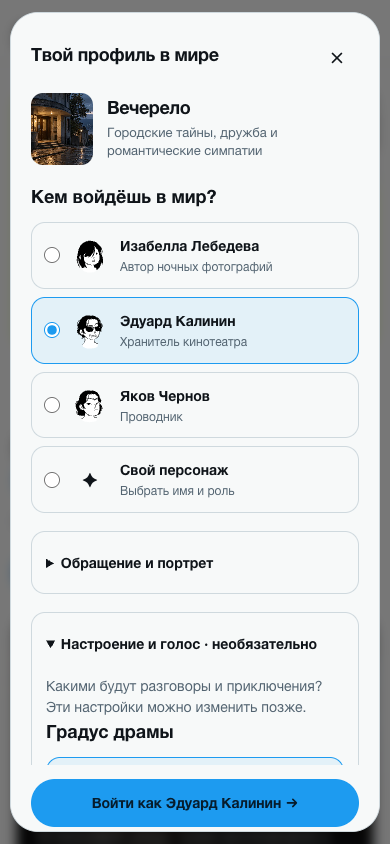 Твой профиль в мире
Вечерело
Городские тайны, дружба и
романтические симпатии
Кем войдёшь в мир?
Изабелла Лебедева
Автор ночных фотографий
Эдуард Калинин
Хранитель кинотеатра
Яков Чернов
Проводник
Свой персонаж
Выбрать имя и роль
Обращение и портрет
Настроение и голос · необязательно
Какими будут разговоры и приключения?
Эти настройки можно изменить позже.
Градус драмы
Войти как Эдуард Калинин →